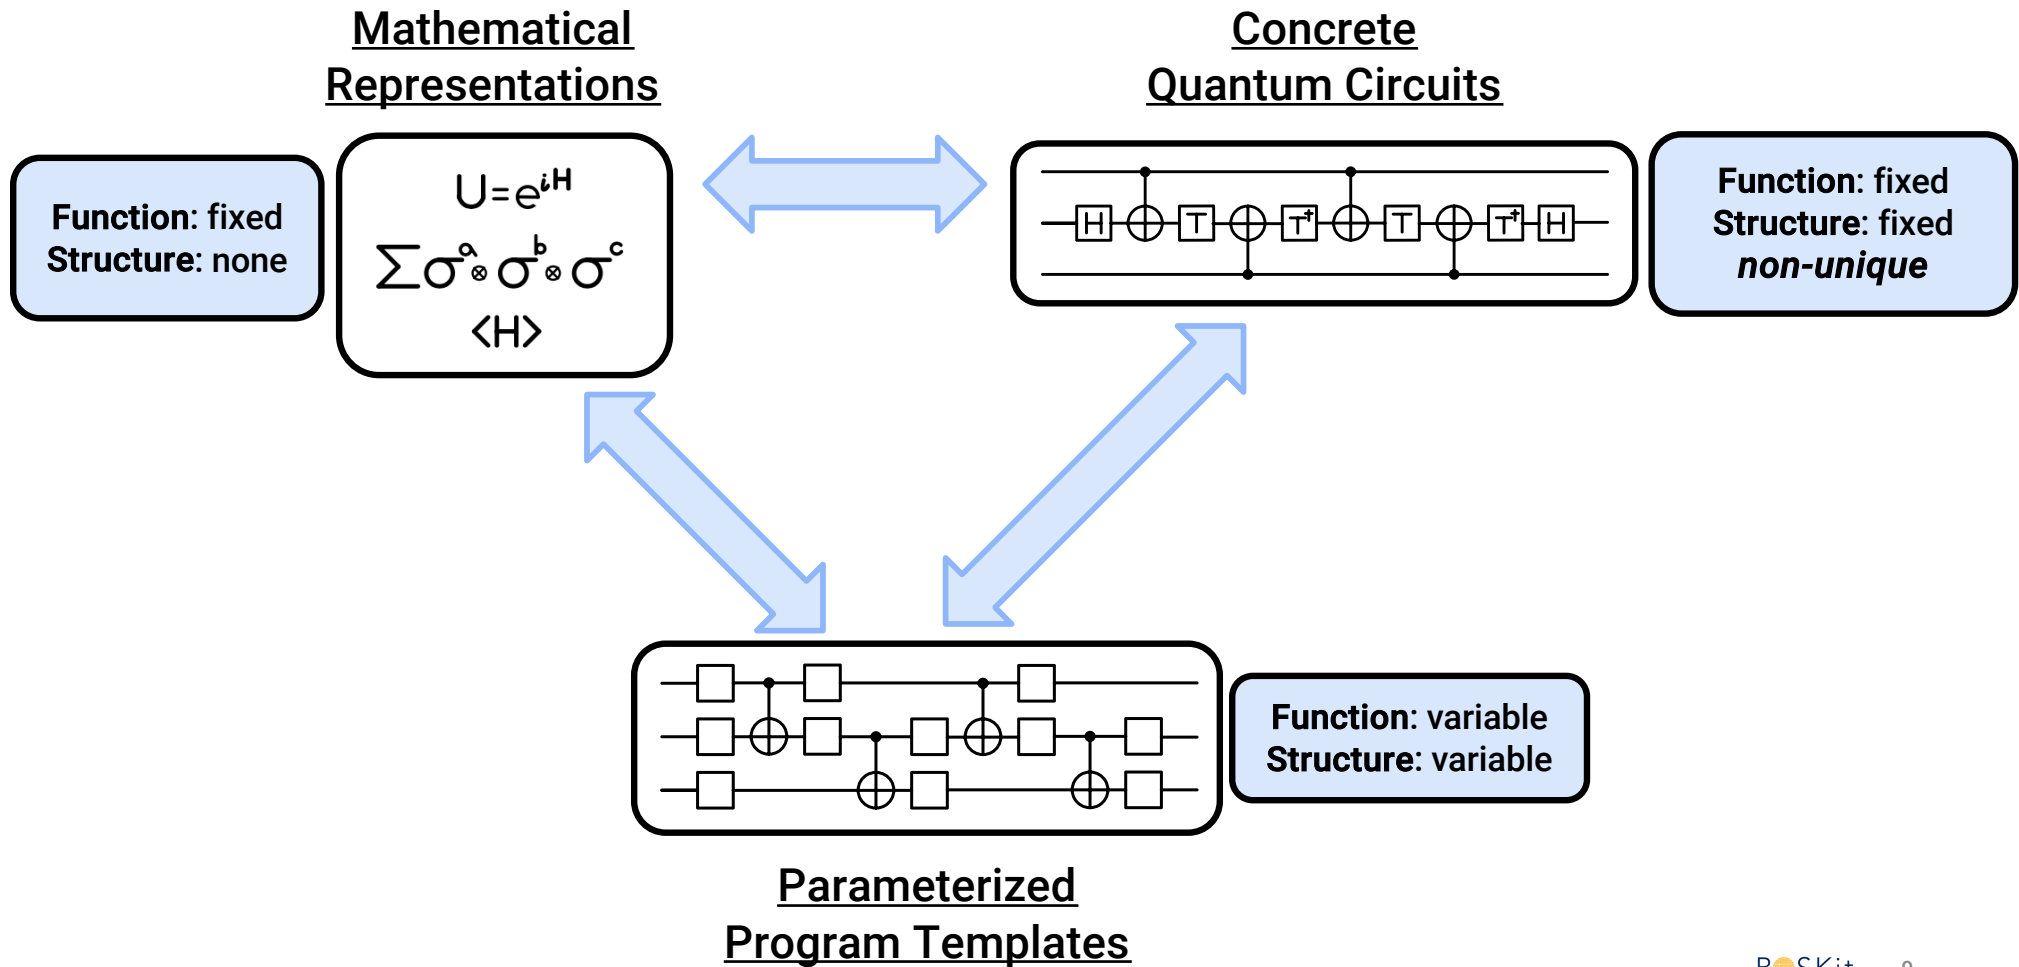 Mathematical
Representations
Concrete
Quantum Circuits
Function: fixed
Structure: none
U=e^{iH}
∑σ^a⊗σ^b⊗σ^c
<H>
H T T† T T† H
Function: fixed
Structure: fixed
non-unique
Function: variable
Structure: variable
Parameterized
Program Templates